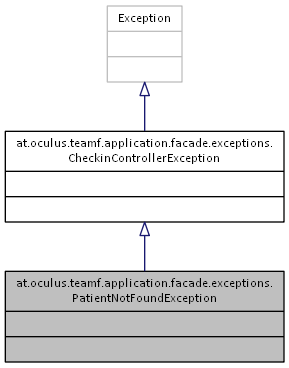 Exception
at.oculus.teamf.application.facade.exceptions.
CheckinControllerException
at.oculus.teamf.application.facade.exceptions.
PatientNotFoundException